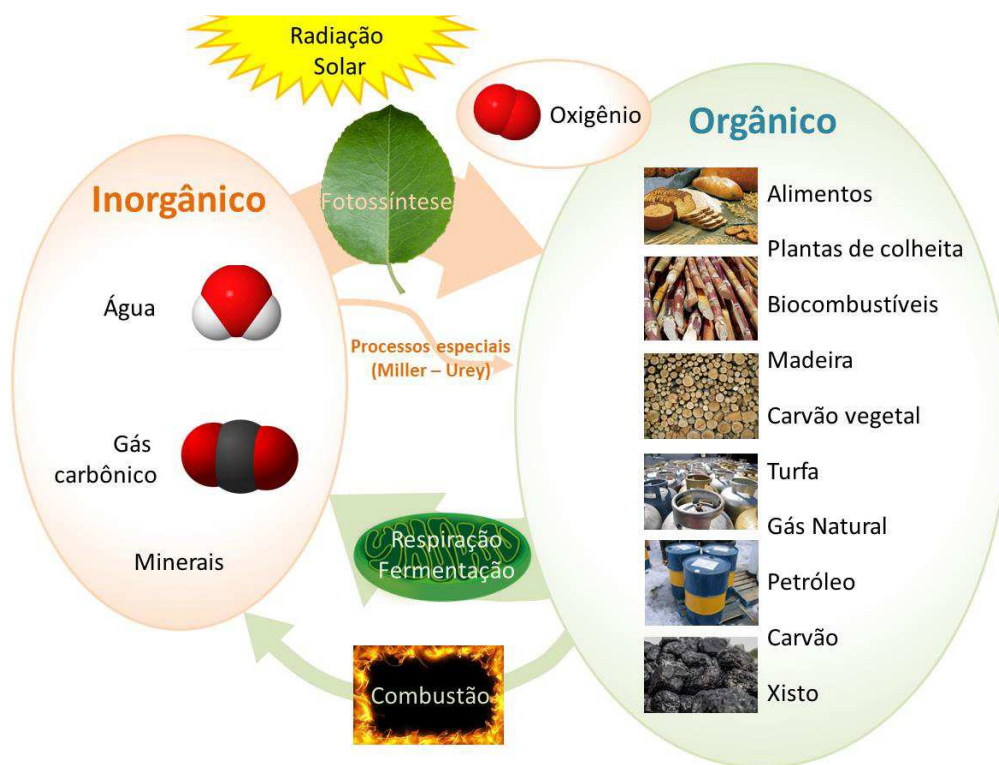 Radiação
Solar
Oxigênio
Orgânico
Inorgânico
Fotossíntese
Água
Gás
carbônico
Minerais
Processos especiais
(Miller – Urey)
Respiração
Fermentação
Combustão
Alimentos
Plantas de colheita
Biocombustíveis
Madeira
Carvão vegetal
Turfa
Gás Natural
Petróleo
Carvão
Xisto